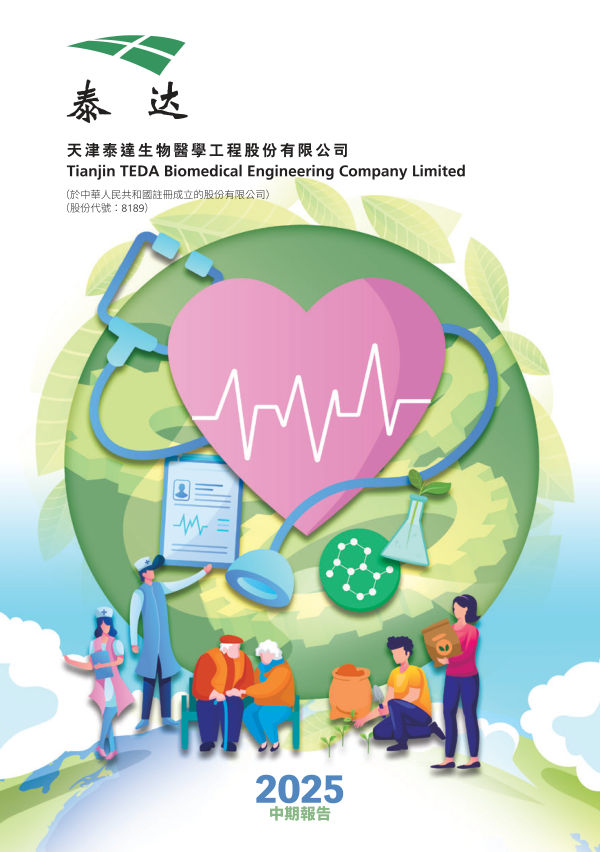 泰 达
天津泰達生物醫學工程股份有限公司
Tianjin TEDA Biomedical Engineering Company Limited
(於中華人民共和國註冊成立的股份有限公司)
(股份代號：8189)
2025
中期報告